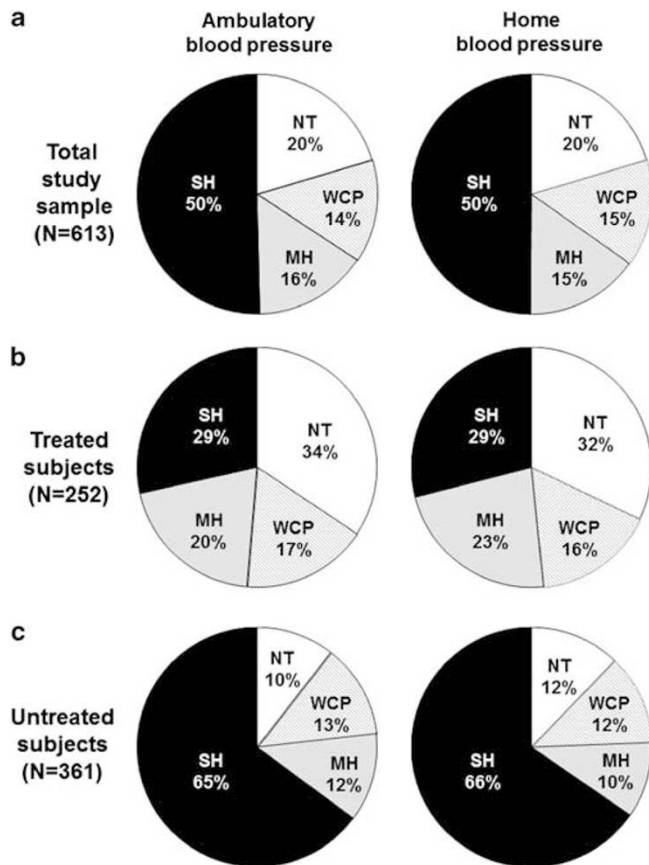 a
Ambulatory
blood pressure
Home
blood pressure
Total
study
sample
(N=613)
NT
20%
WCP
14%
MH
16%
SH
50%
NT
20%
WCP
15%
MH
15%
SH
50%
b
Treated
subjects
(N=252)
SH
29%
NT
34%
MH
20%
WCP
17%
SH
29%
NT
32%
MH
23%
WCP
16%
c
Untreated
subjects
(N=361)
NT
10%
WCP
13%
MH
12%
SH
65%
NT
12%
WCP
12%
MH
10%
SH
66%